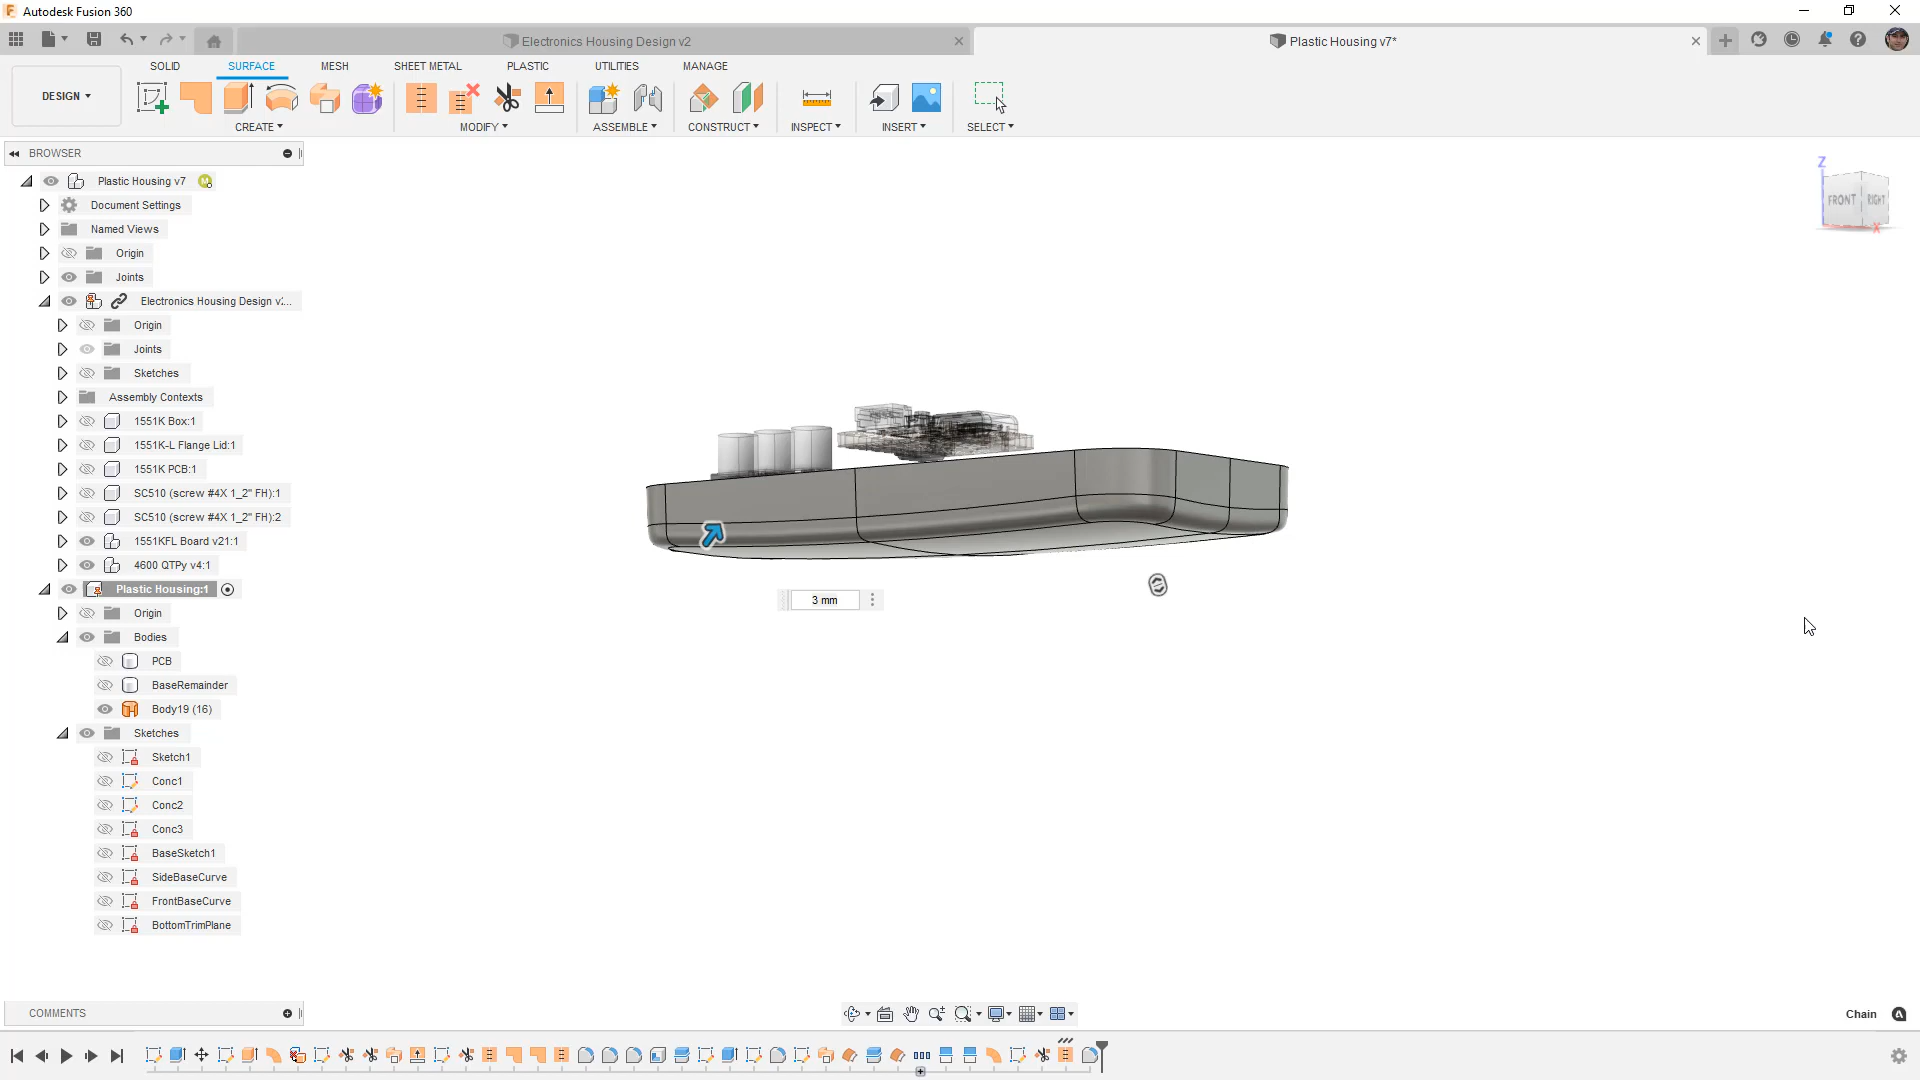 Autodesk Fusion 360
Electronics Housing Design v2
Plastic Housing v7*
DESIGN
SOLID
SURFACE
MESH
SHEET METAL
PLASTIC
UTILITIES
MANAGE
CREATE
MODIFY
ASSEMBLE
CONSTRUCT
INSPECT
INSERT
SELECT
BROWSER
Plastic Housing v7
Document Settings
Named Views
Origin
Joints
Electronics Housing Design v:...
Origin
Joints
Sketches
Assembly Contexts
1551K Box:1
1551K-L Flange Lid:1
1551K PCB:1
SC510 (screw #4X 1_2" FH):1
SC510 (screw #4X 1_2" FH):2
1551KFL Board v21:1
4600 QTPy v4:1
Plastic Housing:1
Origin
Bodies
PCB
BaseRemainder
Body19 (16)
Sketches
Sketch1
Conc1
Conc2
Conc3
BaseSketch1
SideBaseCurve
FrontBaseCurve
BottomTrimPlane
3 mm
Z
FRONT
RIGHT
X
COMMENTS
Chain